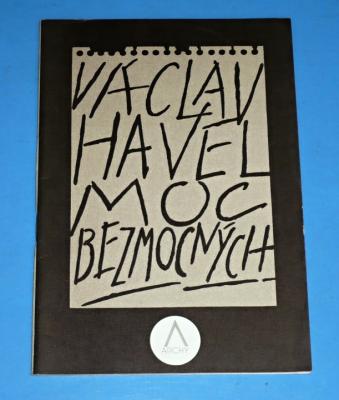 VÁCLAV
HAVEL
MOC
BEZMOCNÝCH
ARCHY